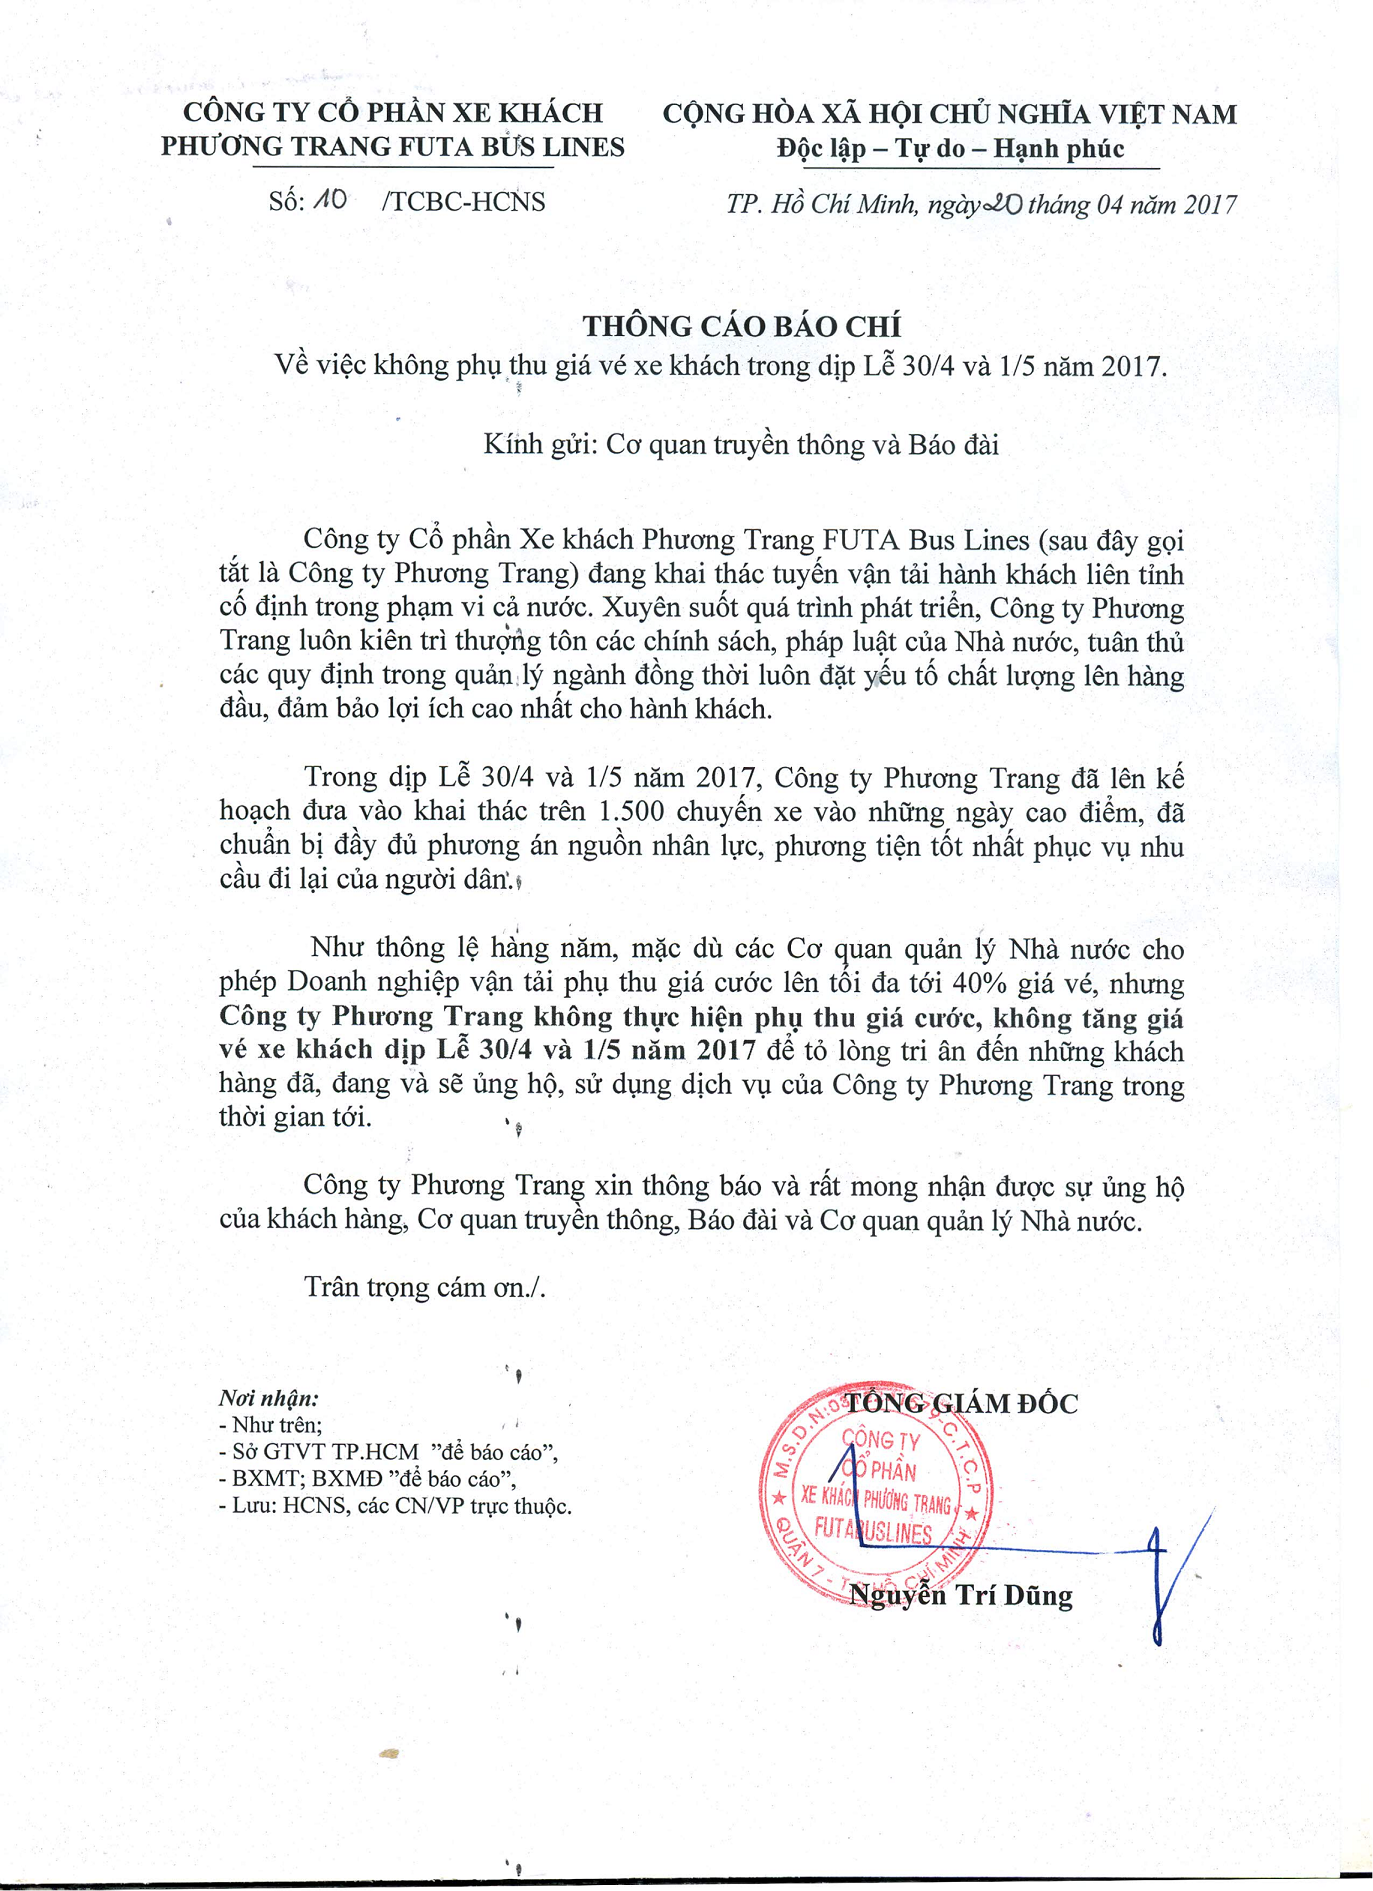 CÔNG TY CỔ PHẦN XE KHÁCH
PHƯƠNG TRANG FUTA BUS LINES
Số: 10 /TCBC-HCNS
CỘNG HÒA XÃ HỘI CHỦ NGHĨA VIỆT NAM
Độc lập – Tự do – Hạnh phúc
TP. Hồ Chí Minh, ngày 20 tháng 04 năm 2017
THÔNG CÁO BÁO CHÍ
Về việc không phụ thu giá vé xe khách trong dịp Lễ 30/4 và 1/5 năm 2017.
Kính gửi: Cơ quan truyền thông và Báo đài
Công ty Cổ phần Xe khách Phương Trang FUTA Bus Lines (sau đây gọi
tắt là Công ty Phương Trang) đang khai thác tuyến vận tải hành khách liên tỉnh
cố định trong phạm vi cả nước. Xuyên suốt quá trình phát triển, Công ty Phương
Trang luôn kiên trì thượng tôn các chính sách, pháp luật của Nhà nước, tuân thủ
các quy định trong quản lý ngành đồng thời luôn đặt yếu tố chất lượng lên hàng
đầu, đảm bảo lợi ích cao nhất cho hành khách.
Trong dịp Lễ 30/4 và 1/5 năm 2017, Công ty Phương Trang đã lên kế
hoạch đưa vào khai thác trên 1.500 chuyến xe vào những ngày cao điểm, đã
chuẩn bị đầy đủ phương án nguồn nhân lực, phương tiện tốt nhất phục vụ nhu
cầu đi lại của người dân.
Như thông lệ hàng năm, mặc dù các Cơ quan quản lý Nhà nước cho
phép Doanh nghiệp vận tải phụ thu giá cước lên tối đa tới 40% giá vé, nhưng
Công ty Phương Trang không thực hiện phụ thu giá cước, không tăng giá
vé xe khách dịp Lễ 30/4 và 1/5 năm 2017 để tỏ lòng tri ân đến những khách
hàng đã, đang và sẽ ủng hộ, sử dụng dịch vụ của Công ty Phương Trang trong
thời gian tới.
Công ty Phương Trang xin thông báo và rất mong nhận được sự ủng hộ
của khách hàng, Cơ quan truyền thông, Báo đài và Cơ quan quản lý Nhà nước.
Trân trọng cám ơn./.
Nơi nhận:
- Như trên;
- Sở GTVT TP.HCM ”để báo cáo”,
- BXMT; BXMĐ ”để báo cáo”,
- Lưu: HCNS, các CN/VP trực thuộc.
TỔNG GIÁM ĐỐC
CÔNG TY
CỔ PHẦN
XE KHÁCH PHƯƠNG TRANG
FUTABUSLINES
QUẬN 7 - T.P HỒ CHÍ MINH
Nguyễn Trí Dũng